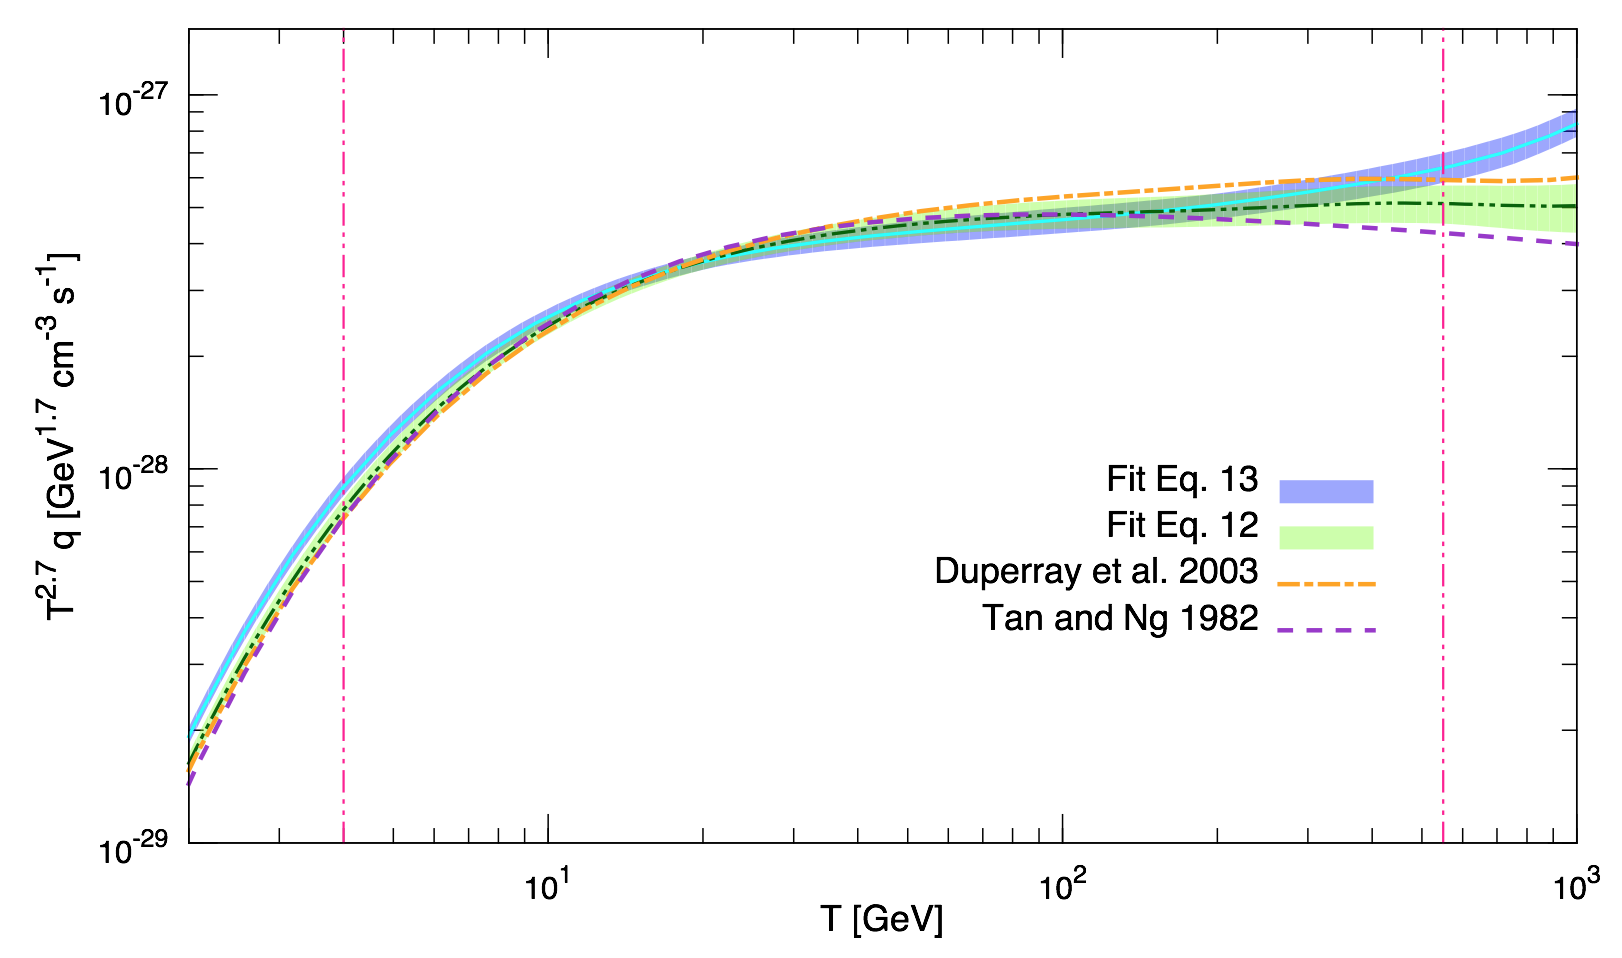 10^-27
10^-28
10^-29
T^2.7 q [GeV^1.7 cm^-3 s^-1]
Fit Eq. 13
Fit Eq. 12
Duperray et al. 2003
Tan and Ng 1982
10^1
10^2
10^3
T [GeV]